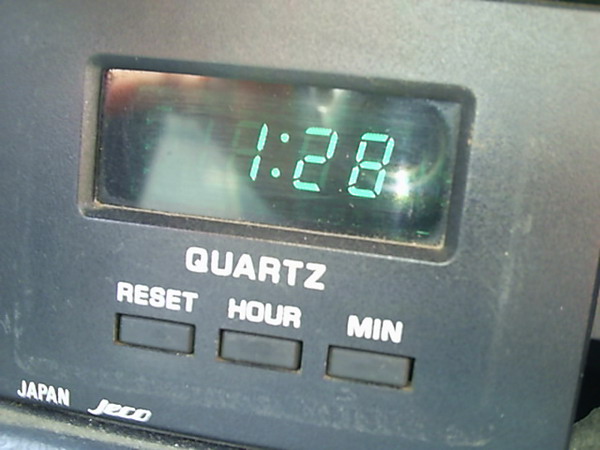 1:28
QUARTZ
RESET HOUR MIN
JAPAN Jeco